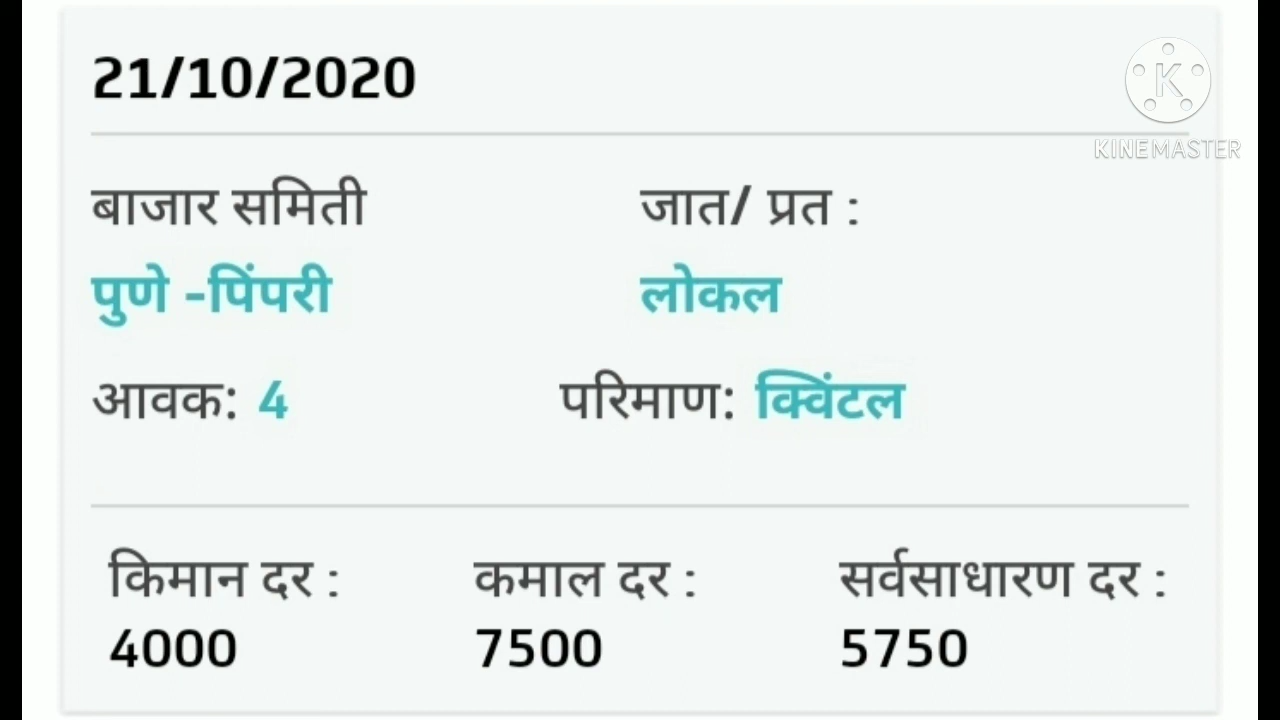 21/10/2020
K
KINEMASTER
बाजार समिती जात/ प्रत :
पुणे -पिंपरी लोकल
आवक: 4 परिमाण: क्विंटल
किमान दर : कमाल दर : सर्वसाधारण दर :
4000 7500 5750